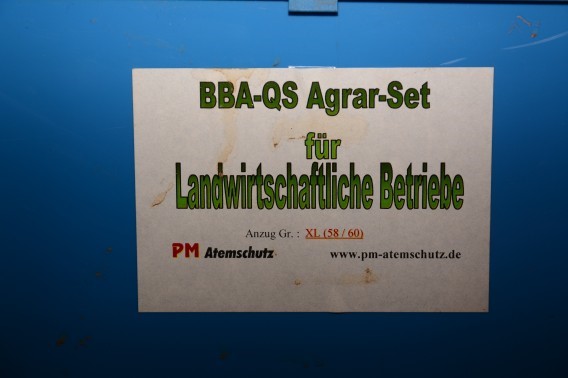 BBA-QS Agrar-Set
für
Landwirtschaftliche Betriebe
Anzug Gr. : XL (58 / 60)
PM Atemschutz www.pm-atemschutz.de